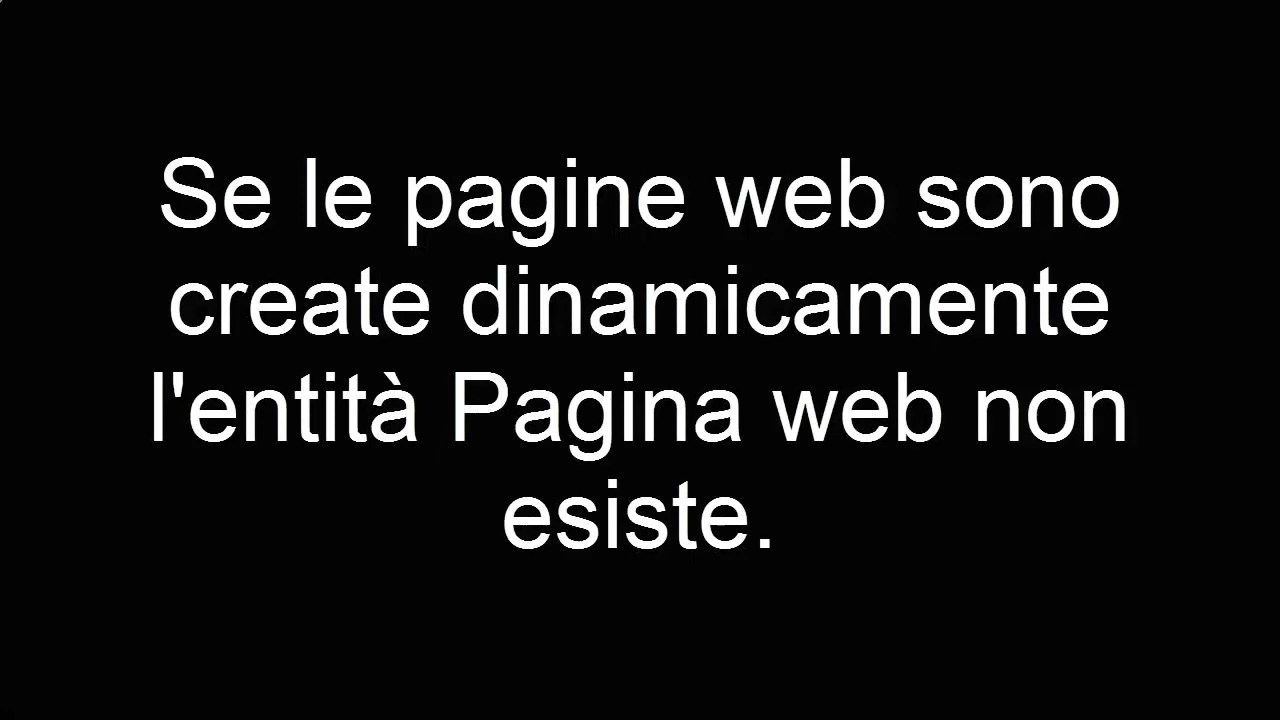 Se le pagine web sono
create dinamicamente
l'entità Pagina web non
esiste.